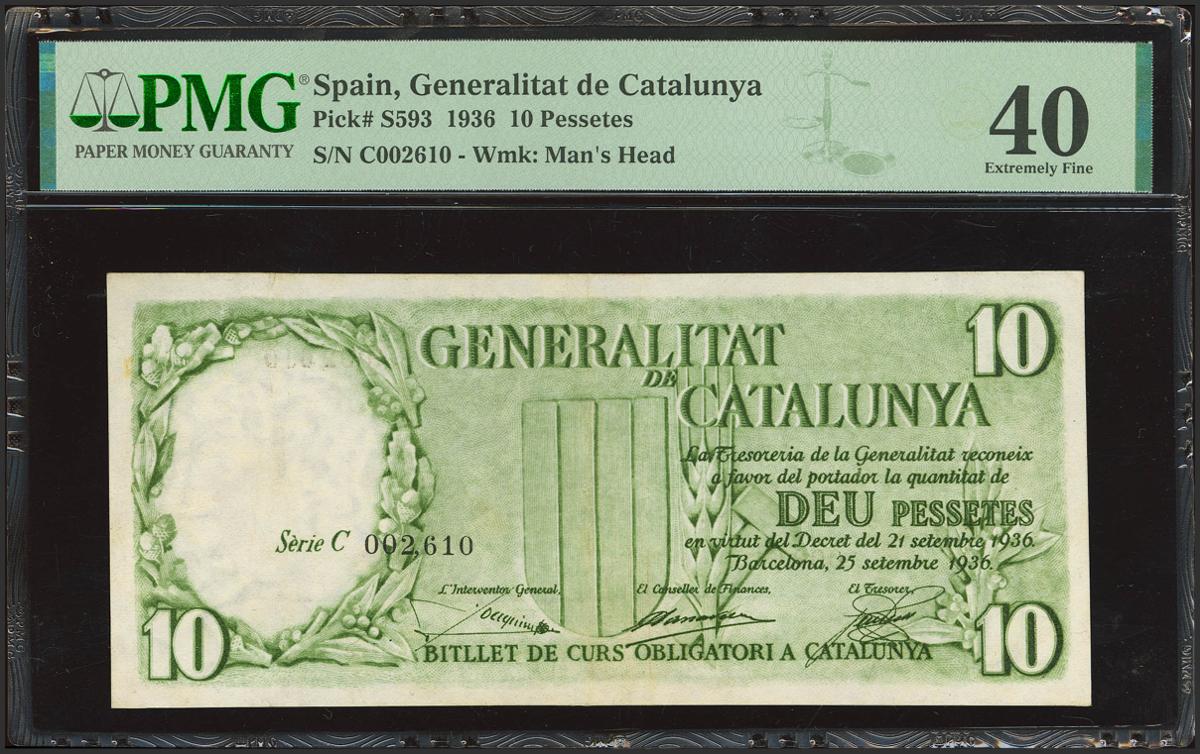 PMG®
PAPER MONEY GUARANTY
Spain, Generalitat de Catalunya
Pick# S593 1936 10 Pessetes
S/N C002610 - Wmk: Man's Head
40
Extremely Fine
10
GENERALITAT
DE
CATALUNYA
La Tresoreria de la Generalitat reconeix
a favor del portador la quantitat de
DEU PESSETES
en virtut del Decret del 21 setembre 1936.
Barcelona, 25 setembre 1936.
Sèrie C 002,610
L'Interventor General,
El Conseller de Finances,
El Tresorer,
10
10
BITLLET DE CURS OBLIGATORI A CATALUNYA